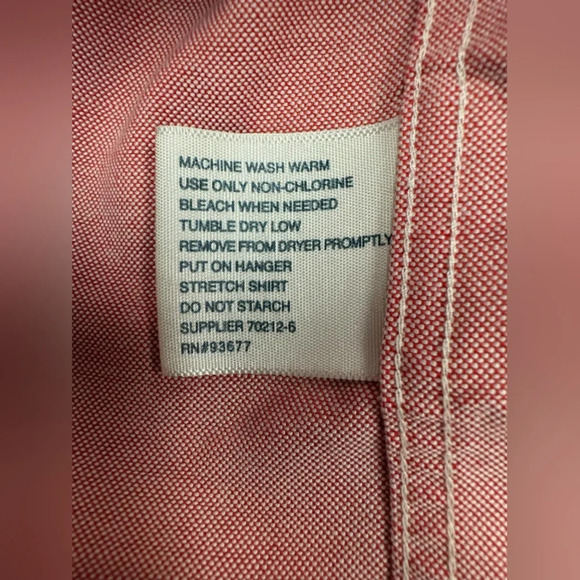 MACHINE WASH WARM
USE ONLY NON-CHLORINE
BLEACH WHEN NEEDED
TUMBLE DRY LOW
REMOVE FROM DRYER PROMPTLY
PUT ON HANGER
STRETCH SHIRT
DO NOT STARCH
SUPPLIER 70212-6
RN#93677